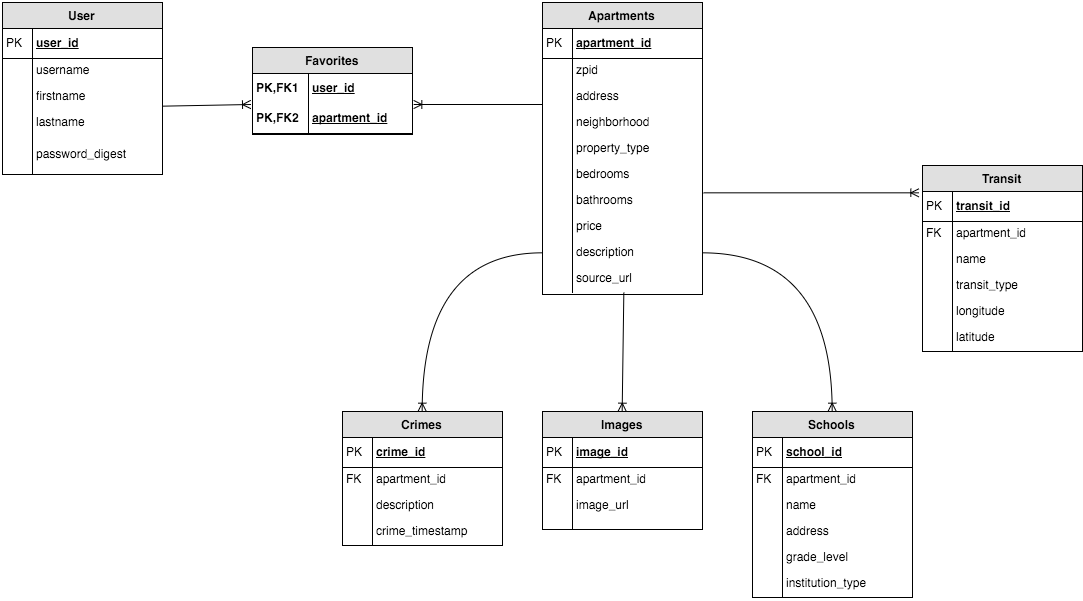 User
PK user_id
username
firstname
lastname
password_digest
Favorites
PK,FK1 user_id
PK,FK2 apartment_id
Apartments
PK apartment_id
zpid
address
neighborhood
property_type
bedrooms
bathrooms
price
description
source_url
Transit
PK transit_id
FK apartment_id
name
transit_type
longitude
latitude
Crimes
PK crime_id
FK apartment_id
description
crime_timestamp
Images
PK image_id
FK apartment_id
image_url
Schools
PK school_id
FK apartment_id
name
address
grade_level
institution_type